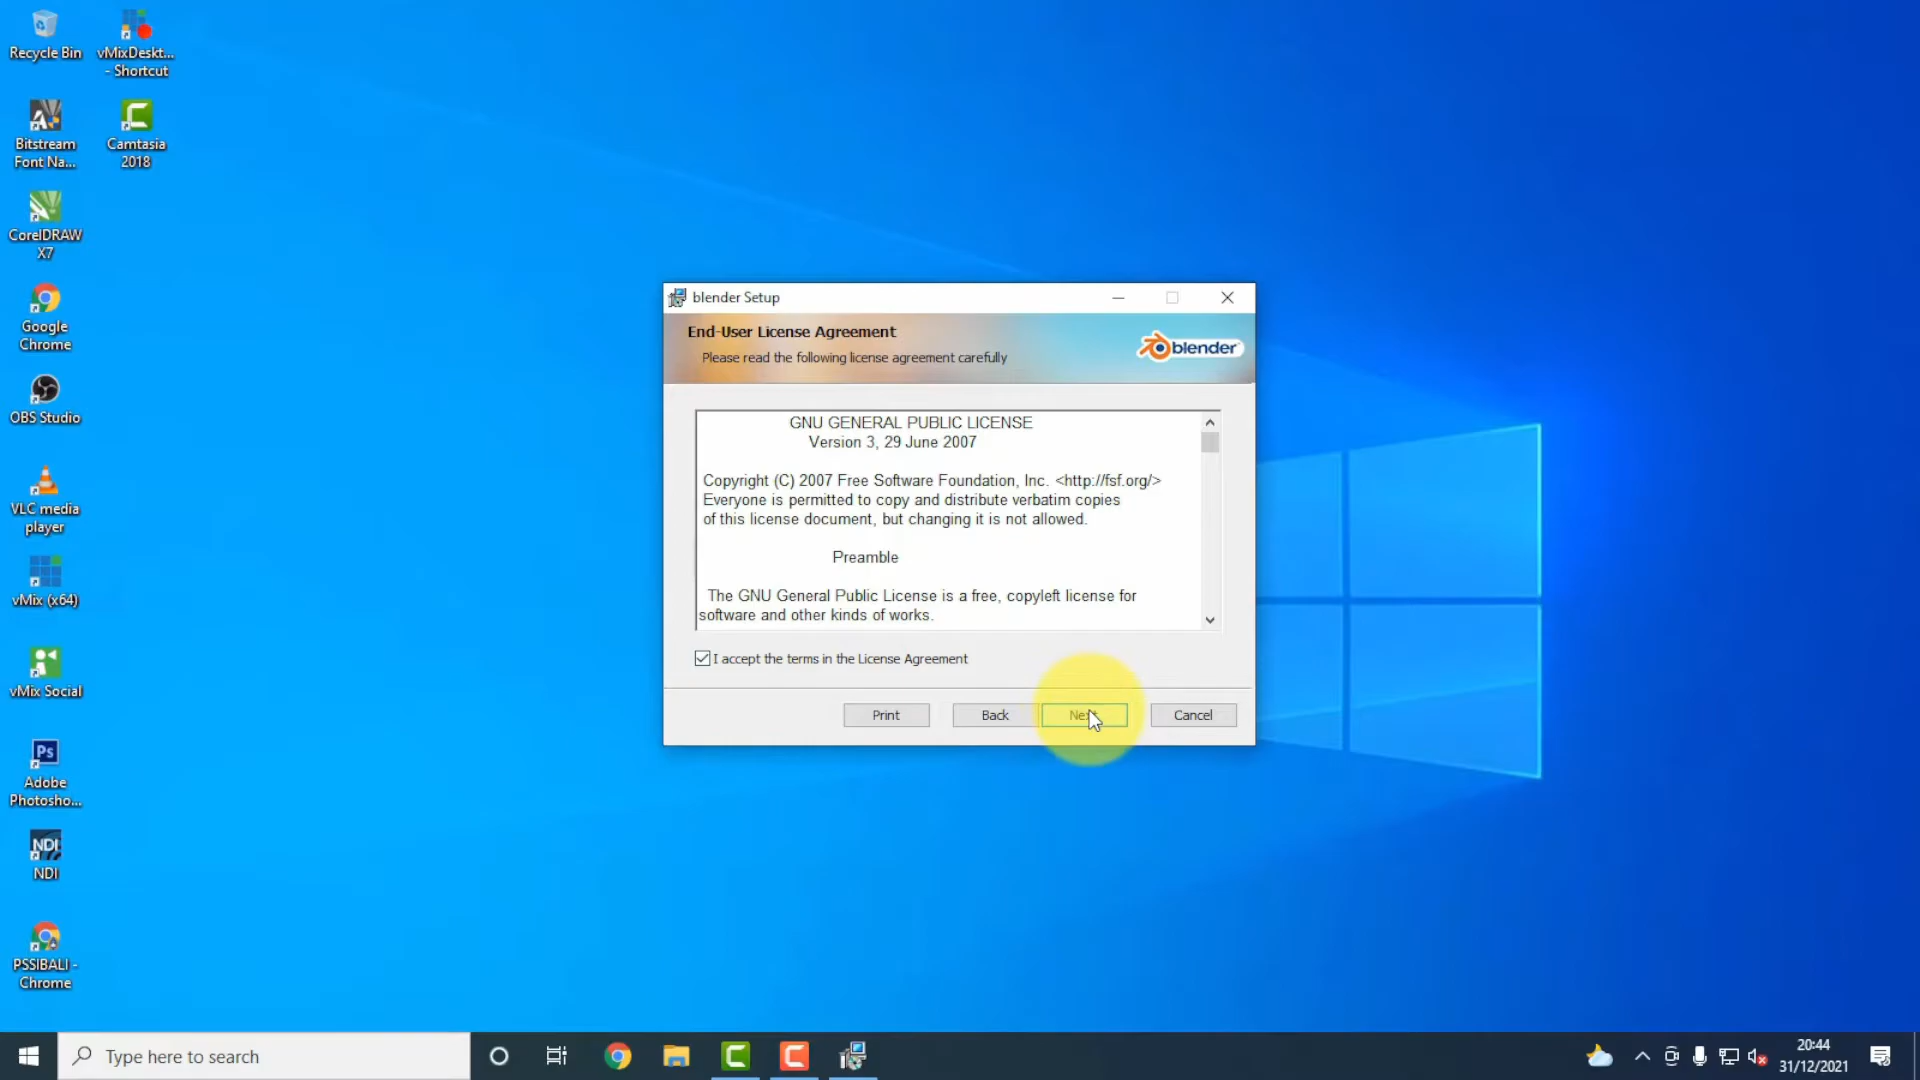 Recycle Bin
vMixDeskt...
- Shortcut
Bitstream
Font Na...
Camtasia
2018
CorelDRAW
X7
Google
Chrome
OBS Studio
VLC media
player
vMix (x64)
vMix Social
Ps
Adobe
Photosho...
NDI
NDI
PSSIBALI -
Chrome
blender Setup
End-User License Agreement
Please read the following license agreement carefully
blender
GNU GENERAL PUBLIC LICENSE
Version 3, 29 June 2007
Copyright (C) 2007 Free Software Foundation, Inc. <http://fsf.org/>
Everyone is permitted to copy and distribute verbatim copies
of this license document, but changing it is not allowed.
Preamble
The GNU General Public License is a free, copyleft license for
software and other kinds of works.
I accept the terms in the License Agreement
Print
Back
Next
Cancel
Type here to search
20:44
31/12/2021